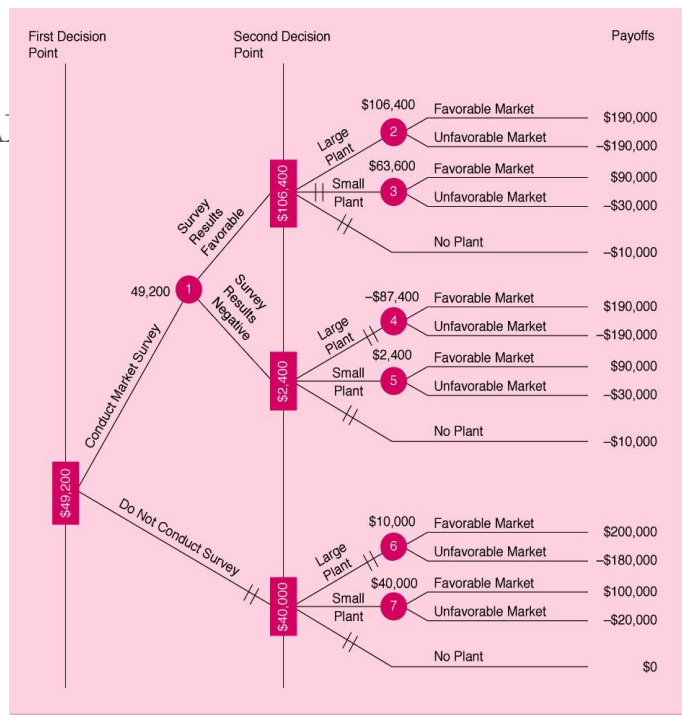 First Decision
Point
Second Decision
Point
Payoffs
$106,400
Favorable Market
$190,000
Large
Plant
2
Unfavorable Market
–$190,000
$63,600
Favorable Market
$90,000
$106,400
Small
Plant
3
Unfavorable Market
–$30,000
No Plant
–$10,000
Survey
Results
Favorable
49,200
1
Survey
Results
Negative
–$87,400
Favorable Market
$190,000
Large
Plant
4
Unfavorable Market
–$190,000
$2,400
Favorable Market
$90,000
$2,400
Small
Plant
5
Unfavorable Market
–$30,000
No Plant
–$10,000
Conduct Market Survey
$49,200
Do Not Conduct Survey
$10,000
Favorable Market
$200,000
Large
Plant
6
Unfavorable Market
–$180,000
$40,000
Favorable Market
$100,000
$40,000
Small
Plant
7
Unfavorable Market
–$20,000
No Plant
$0